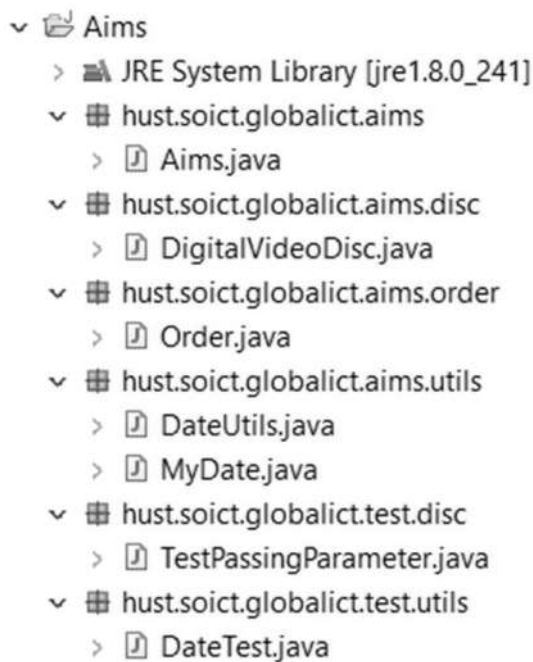 Aims
JRE System Library [jre1.8.0_241]
hust.soict.globalict.aims
Aims.java
hust.soict.globalict.aims.disc
DigitalVideoDisc.java
hust.soict.globalict.aims.order
Order.java
hust.soict.globalict.aims.utils
DateUtils.java
MyDate.java
hust.soict.globalict.test.disc
TestPassingParameter.java
hust.soict.globalict.test.utils
DateTest.java